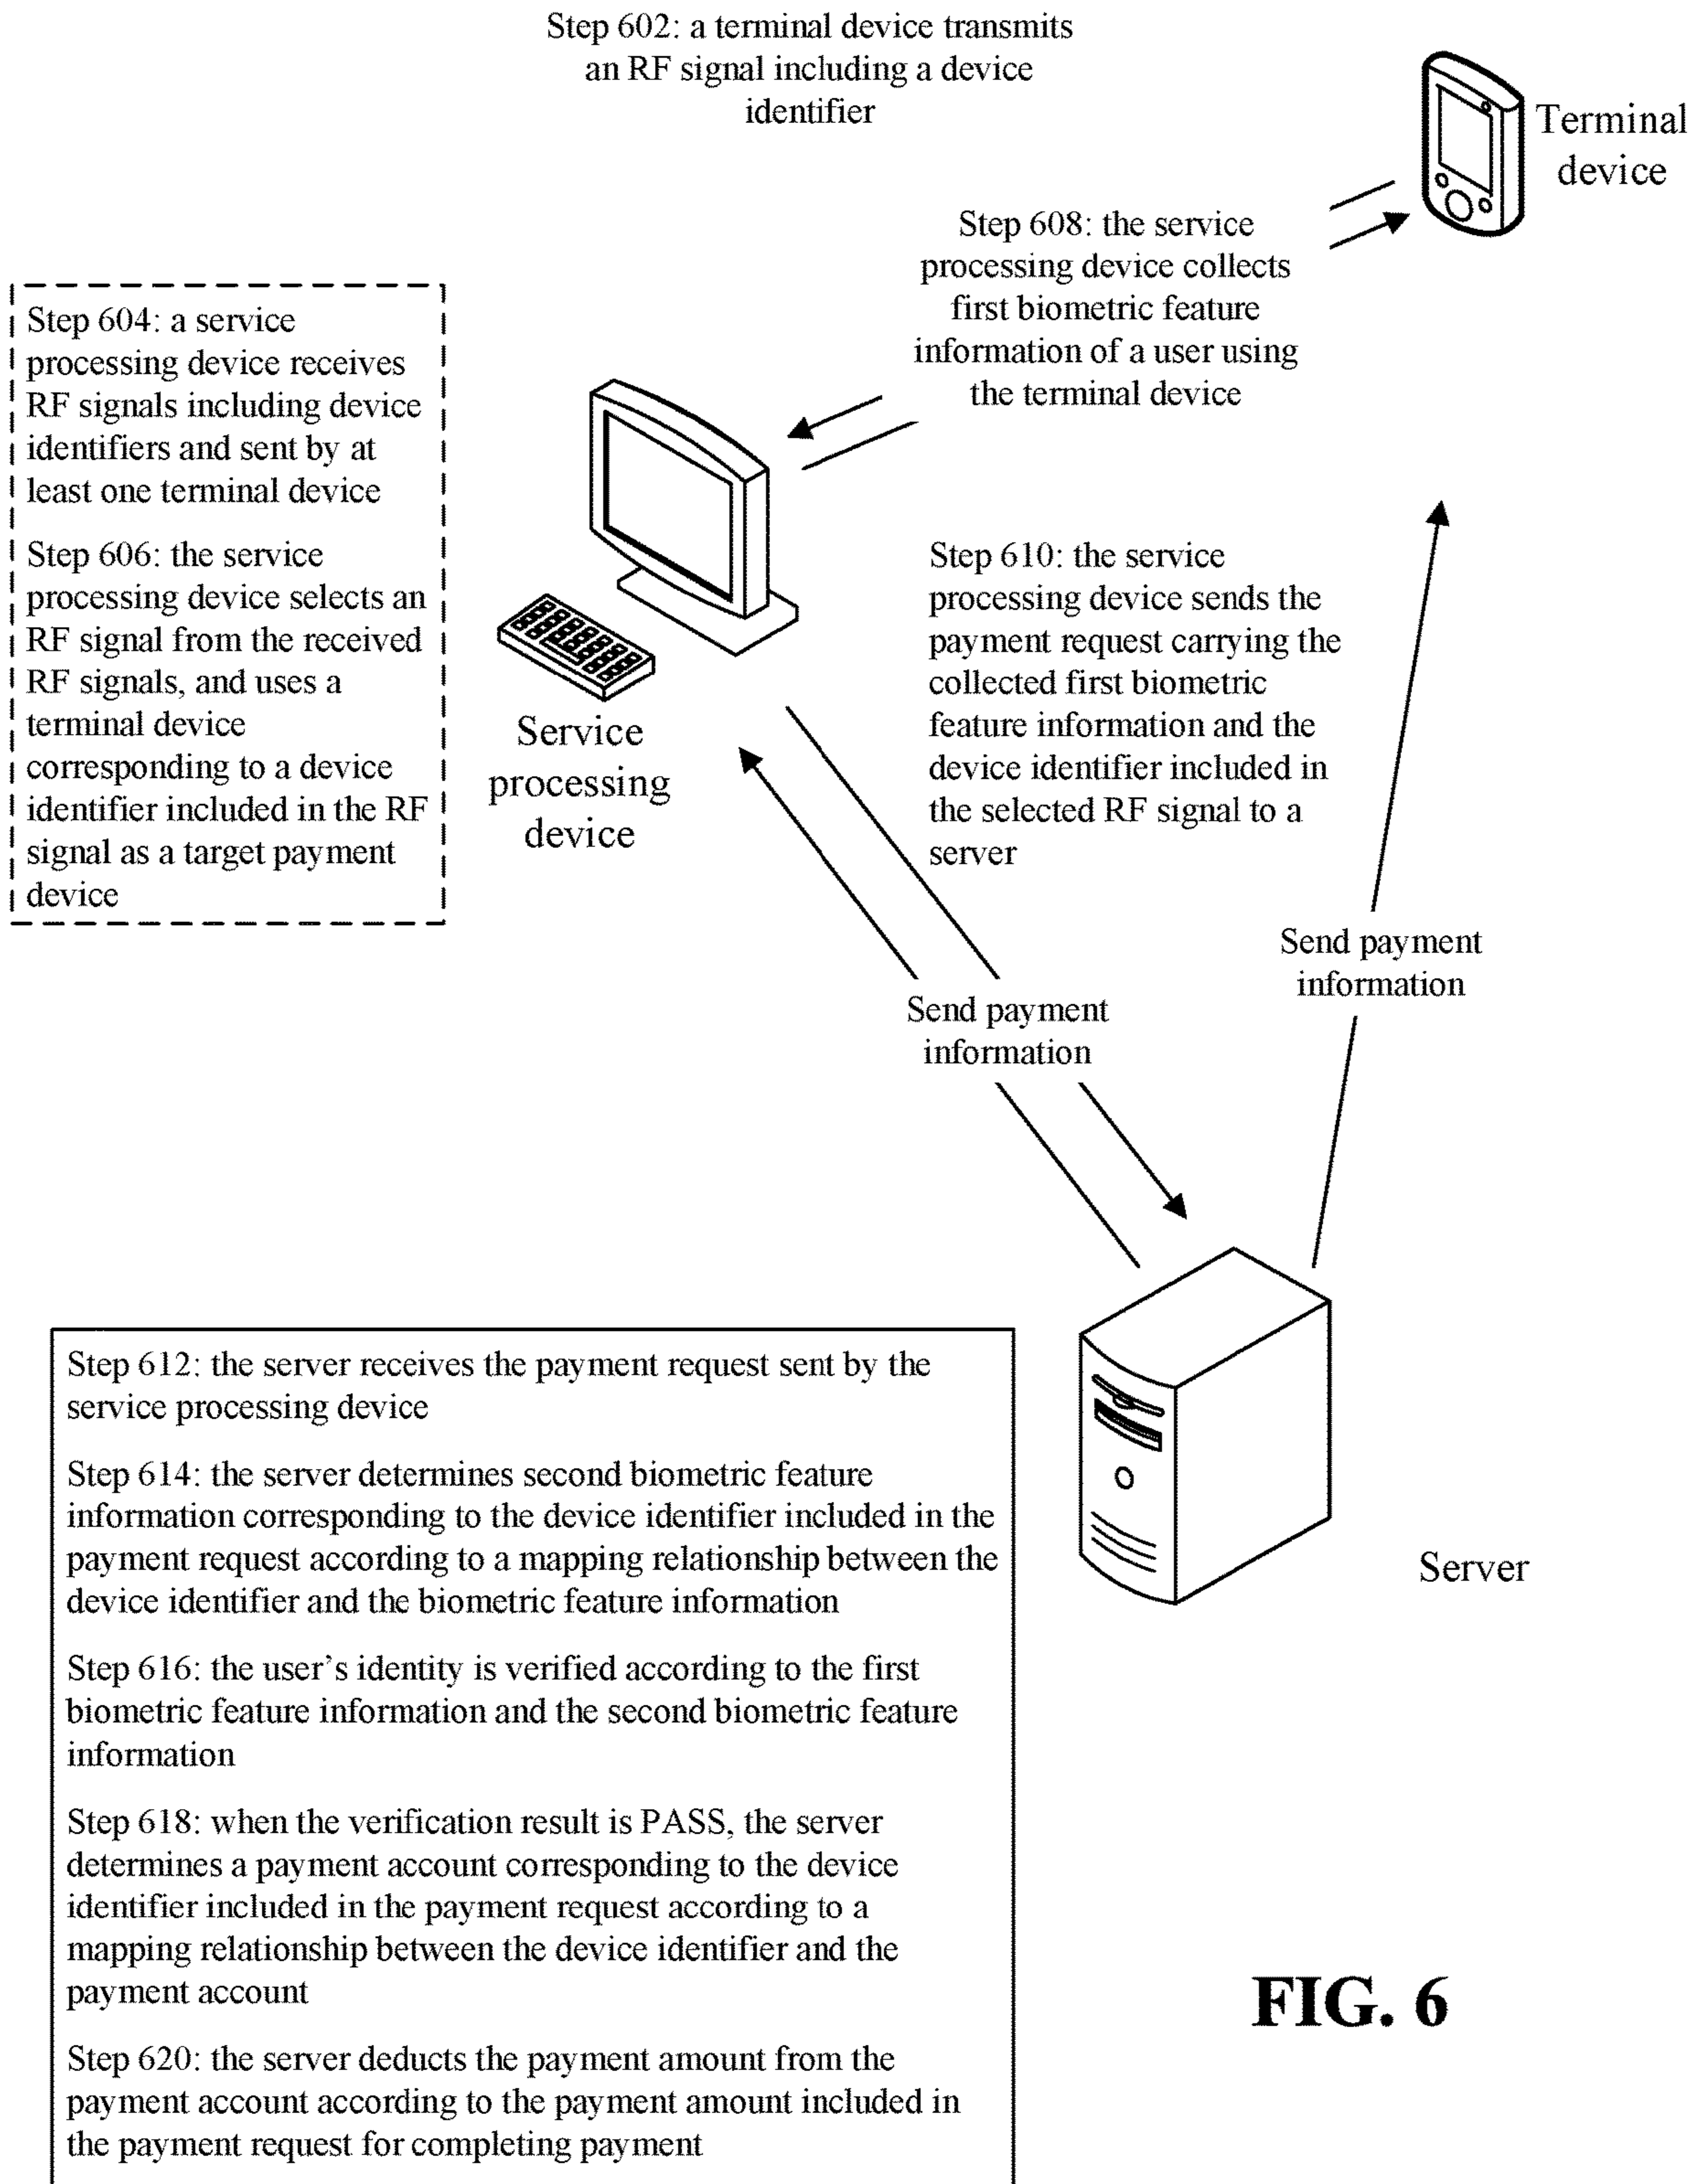 Step 602: a terminal device transmits
an RF signal including a device
identifier
Terminal
device
Step 608: the service
processing device collects
first biometric feature
information of a user using
the terminal device
Step 604: a service
processing device receives
RF signals including device
identifiers and sent by at
least one terminal device
Step 606: the service
processing device selects an
RF signal from the received
RF signals, and uses a
terminal device
corresponding to a device
identifier included in the RF
signal as a target payment
device
Service
processing
device
Step 610: the service
processing device sends the
payment request carrying the
collected first biometric
feature information and the
device identifier included in
the selected RF signal to a
server
Send payment
information
Send payment
information
Server
Step 612: the server receives the payment request sent by the
service processing device
Step 614: the server determines second biometric feature
information corresponding to the device identifier included in the
payment request according to a mapping relationship between the
device identifier and the biometric feature information
Step 616: the user’s identity is verified according to the first
biometric feature information and the second biometric feature
information
Step 618: when the verification result is PASS, the server
determines a payment account corresponding to the device
identifier included in the payment request according to a
mapping relationship between the device identifier and the
payment account
Step 620: the server deducts the payment amount from the
payment account according to the payment amount included in
the payment request for completing payment
FIG. 6